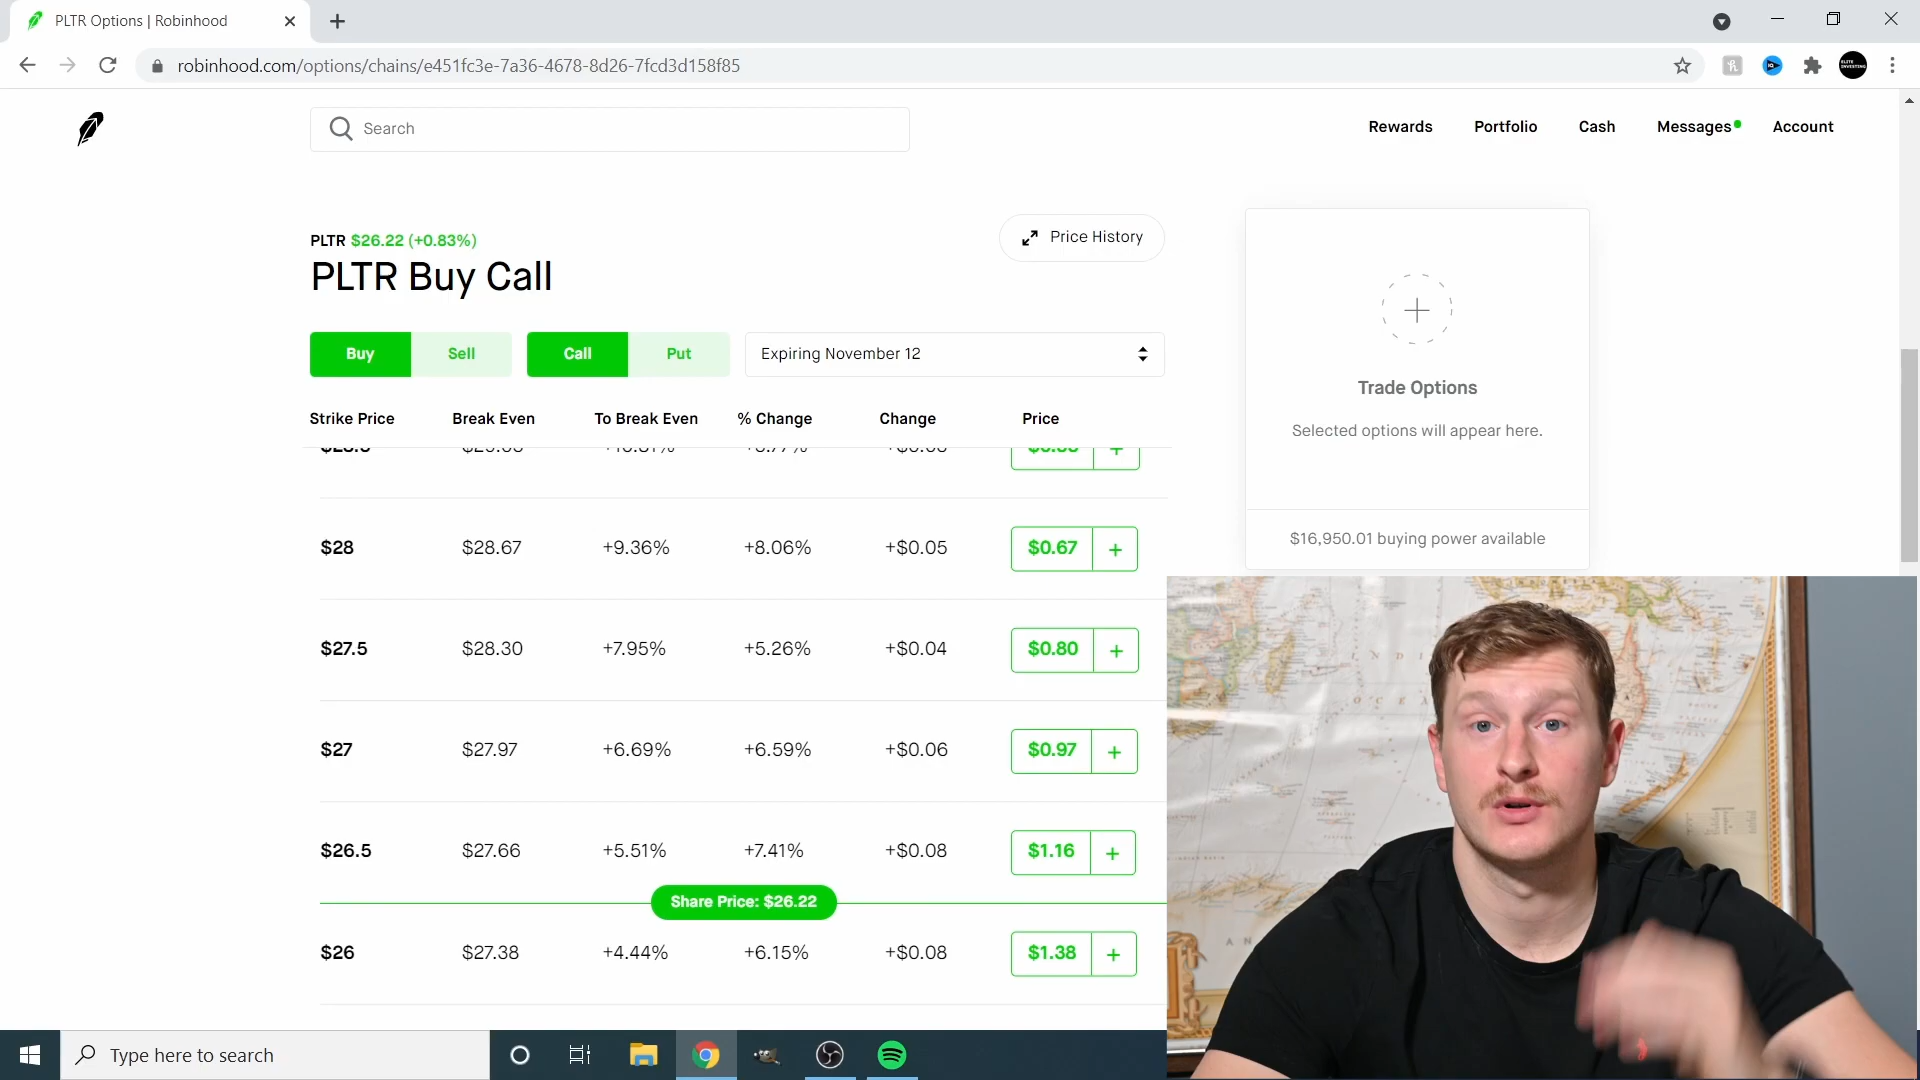 PLTR Options | Robinhood
robinhood.com/options/chains/e451fc3e-7a36-4678-8d26-7fcd3d158f85
Search
Rewards Portfolio Cash Messages Account
PLTR $26.22 (+0.83%)
PLTR Buy Call
Price History
Buy Sell Call Put Expiring November 12
Strike Price Break Even To Break Even % Change Change Price
$28 $28.67 +9.36% +8.06% +$0.05 $0.67 +
$27.5 $28.30 +7.95% +5.26% +$0.04 $0.80 +
$27 $27.97 +6.69% +6.59% +$0.06 $0.97 +
$26.5 $27.66 +5.51% +7.41% +$0.08 $1.16 +
Share Price: $26.22
$26 $27.38 +4.44% +6.15% +$0.08 $1.38 +
Trade Options
Selected options will appear here.
$16,950.01 buying power available
Type here to search